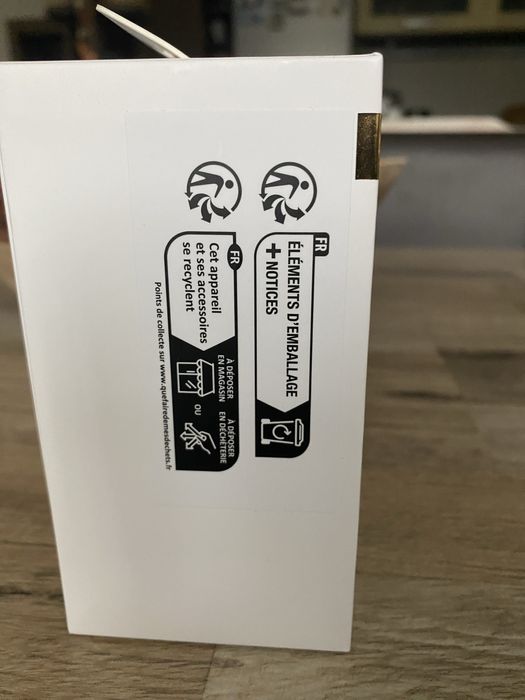 FR
ÉLÉMENTS D'EMBALLAGE
+ NOTICES
FR
Cet appareil
et ses accessoires
se recyclent
À DÉPOSER
EN MAGASIN
OU
À DÉPOSER
EN DÉCHÈTERIE
Points de collecte sur www.quefairedemesdechets.fr